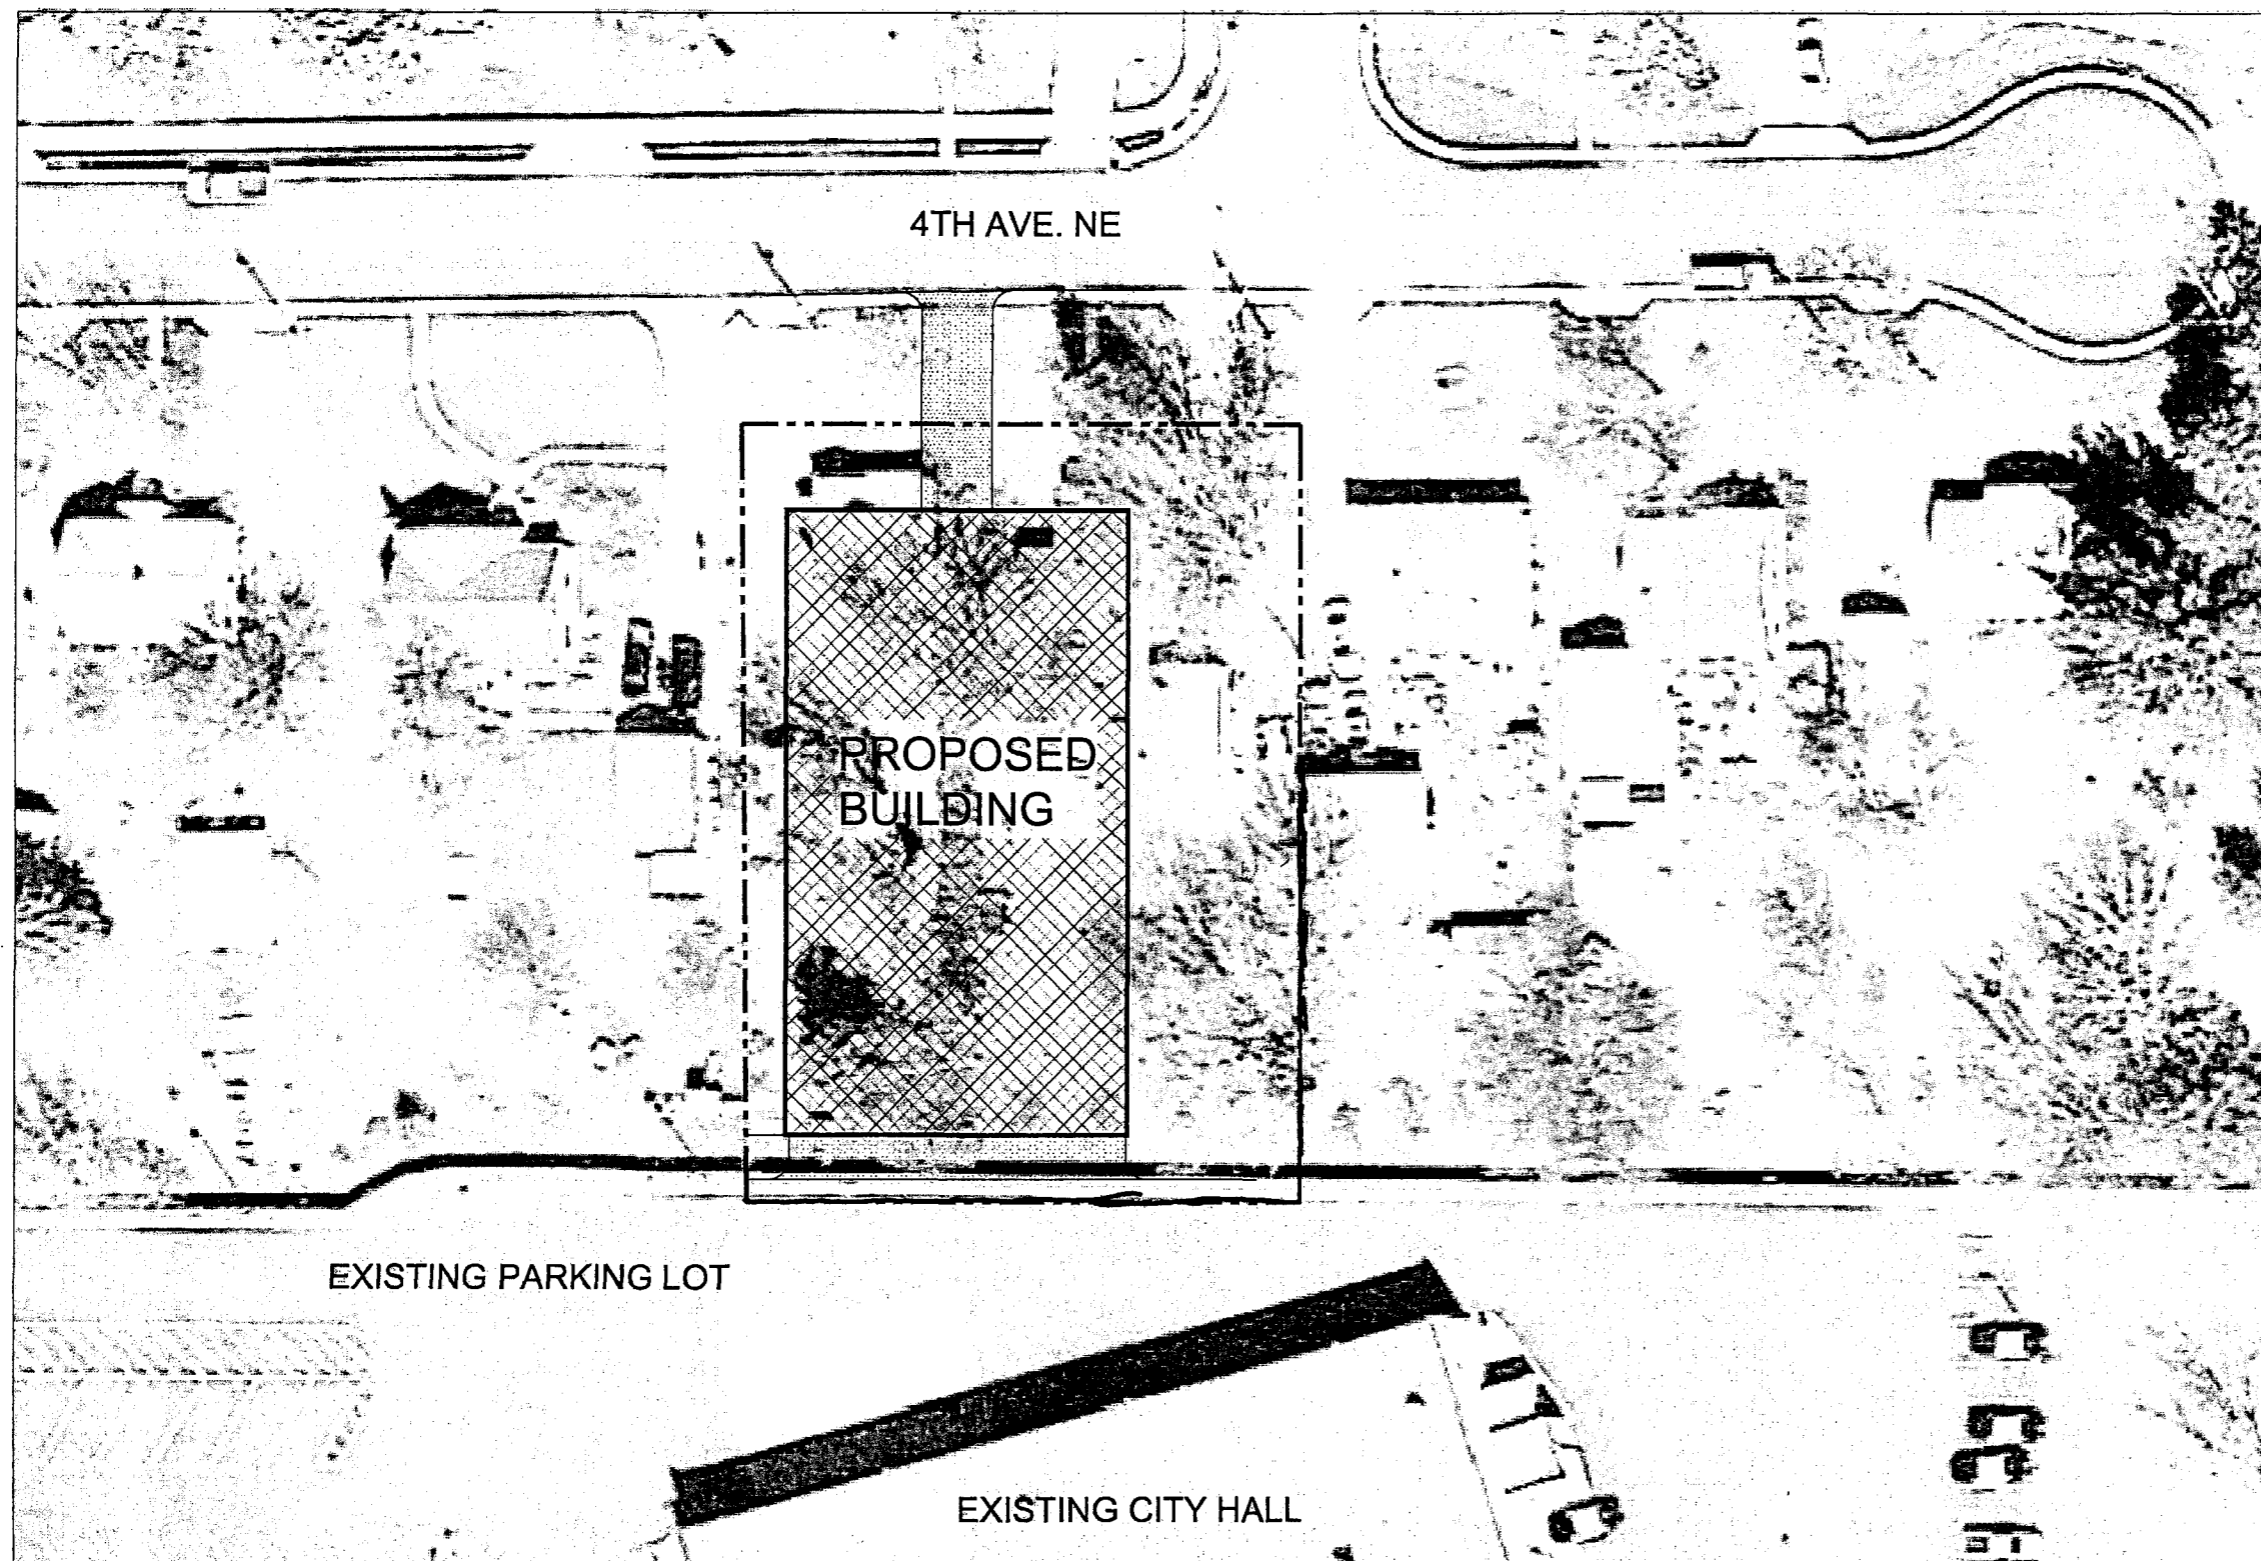 4TH AVE. NE
PROPOSED
BUILDING
EXISTING PARKING LOT
EXISTING CITY HALL